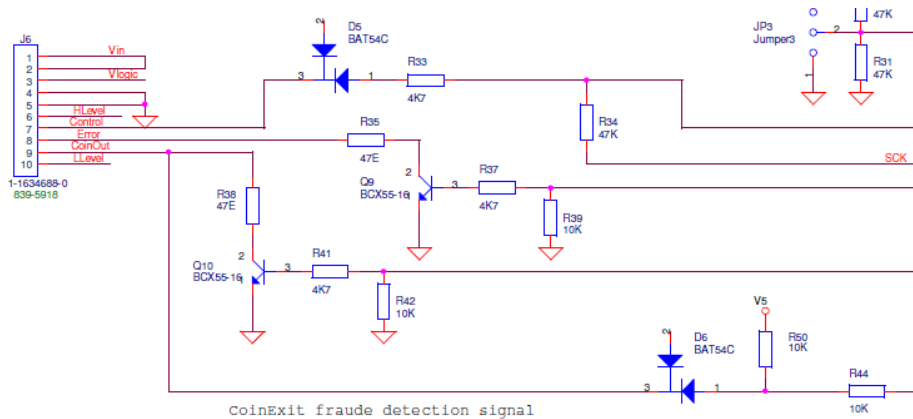 J6
1
2
3
4
5
6
7
8
9
10
Vin
Vlogic
HLevel
Control
Error
CoinOut
LLevel
1-1634688-0
839-5918
2
D5
BAT54C
3
1
R33
4K7
JP3
Jumper3
2
1
47K
R31
47K
R34
47K
SCK
R35
47E
Q9
BCX55-16
2
1
3
R37
4K7
R39
10K
R38
47E
Q10
BCX55-16
2
1
3
R41
4K7
R42
10K
2
D6
BAT54C
3
1
V5
R50
10K
R44
10K
CoinExit fraude detection signal